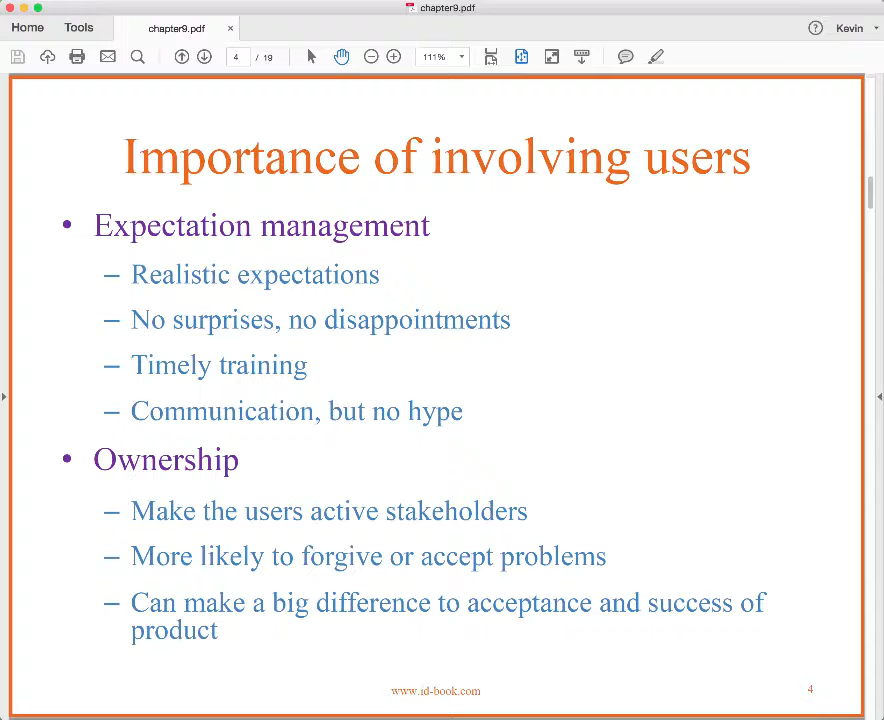 chapter9.pdf
Home Tools chapter9.pdf × ? Kevin
4 / 19 111%
Importance of involving users
• Expectation management
– Realistic expectations
– No surprises, no disappointments
– Timely training
– Communication, but no hype
• Ownership
– Make the users active stakeholders
– More likely to forgive or accept problems
– Can make a big difference to acceptance and success of
product
www.id-book.com 4